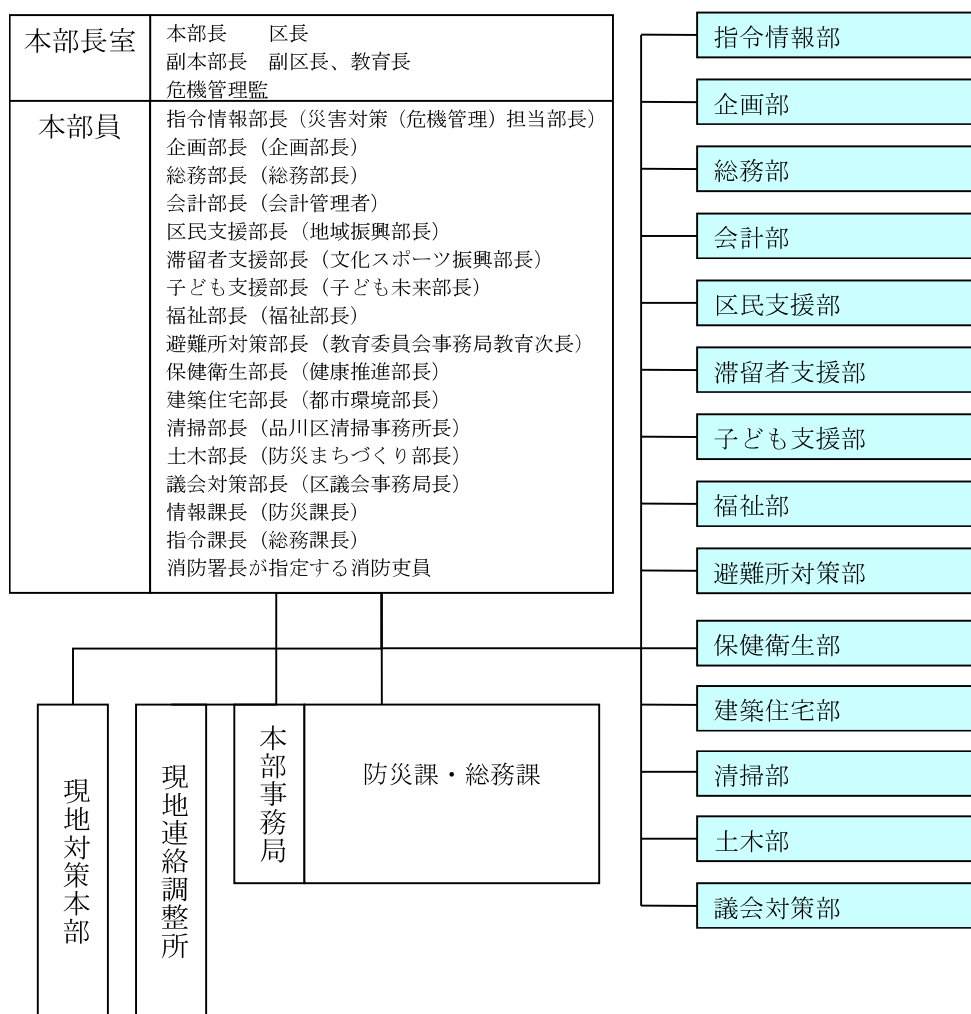 本部長室
本部長　　区長
副本部長　副区長、教育長
危機管理監
本部員
指令情報部長（災害対策（危機管理）担当部長）
企画部長（企画部長）
総務部長（総務部長）
会計部長（会計管理者）
区民支援部長（地域振興部長）
滞留者支援部長（文化スポーツ振興部長）
子ども支援部長（子ども未来部長）
福祉部長（福祉部長）
避難所対策部長（教育委員会事務局教育次長）
保健衛生部長（健康推進部長）
建築住宅部長（都市環境部長）
清掃部長（品川区清掃事務所長）
土木部長（防災まちづくり部長）
議会対策部長（区議会事務局長）
情報課長（防災課長）
指令課長（総務課長）
消防署長が指定する消防吏員
現地対策本部
現地連絡調整所
本部事務局
防災課・総務課
指令情報部
企画部
総務部
会計部
区民支援部
滞留者支援部
子ども支援部
福祉部
避難所対策部
保健衛生部
建築住宅部
清掃部
土木部
議会対策部